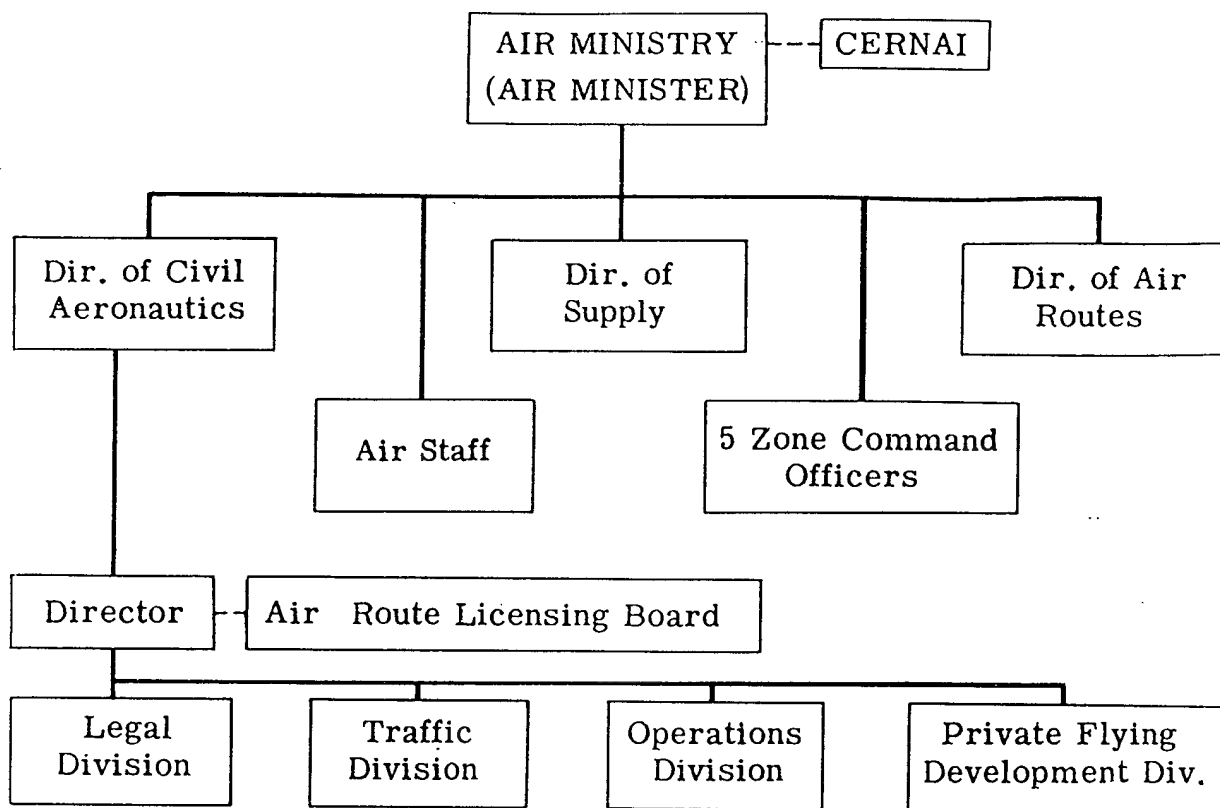 AIR MINISTRY
(AIR MINISTER)
CERNAI
Dir. of Civil
Aeronautics
Dir. of
Supply
Dir. of Air
Routes
Air Staff
5 Zone Command
Officers
Director
Air Route Licensing Board
Legal
Division
Traffic
Division
Operations
Division
Private Flying
Development Div.